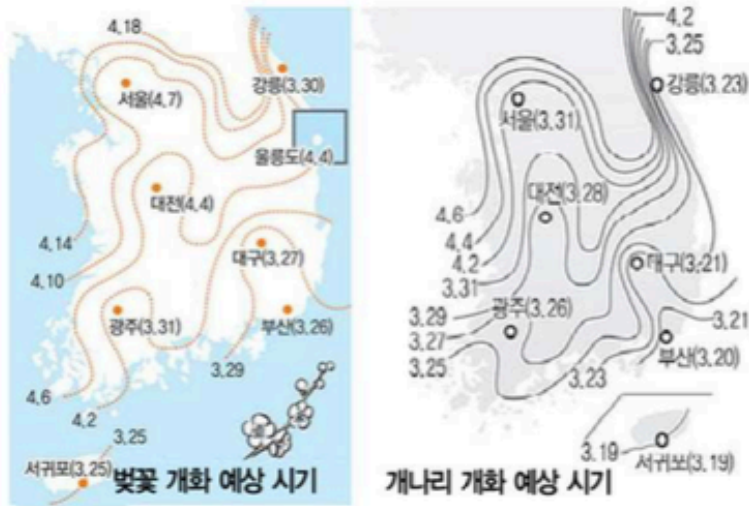 4.18
강릉(3.30)
서울(4.7)
울릉도(4.4)
대전(4.4)
4.14
4.10
대구(3.27)
광주(3.31)
부산(3.26)
3.29
4.6
4.2
3.25
서귀포(3.25)
벚꽃 개화 예상 시기
4.2
3.25
강릉(3.23)
서울(3.31)
대전(3.28)
4.6
4.4
4.2
3.31
대구(3.21)
3.29
광주(3.26)
3.27
3.21
3.25
3.23
부산(3.20)
3.19
서귀포(3.19)
개나리 개화 예상 시기